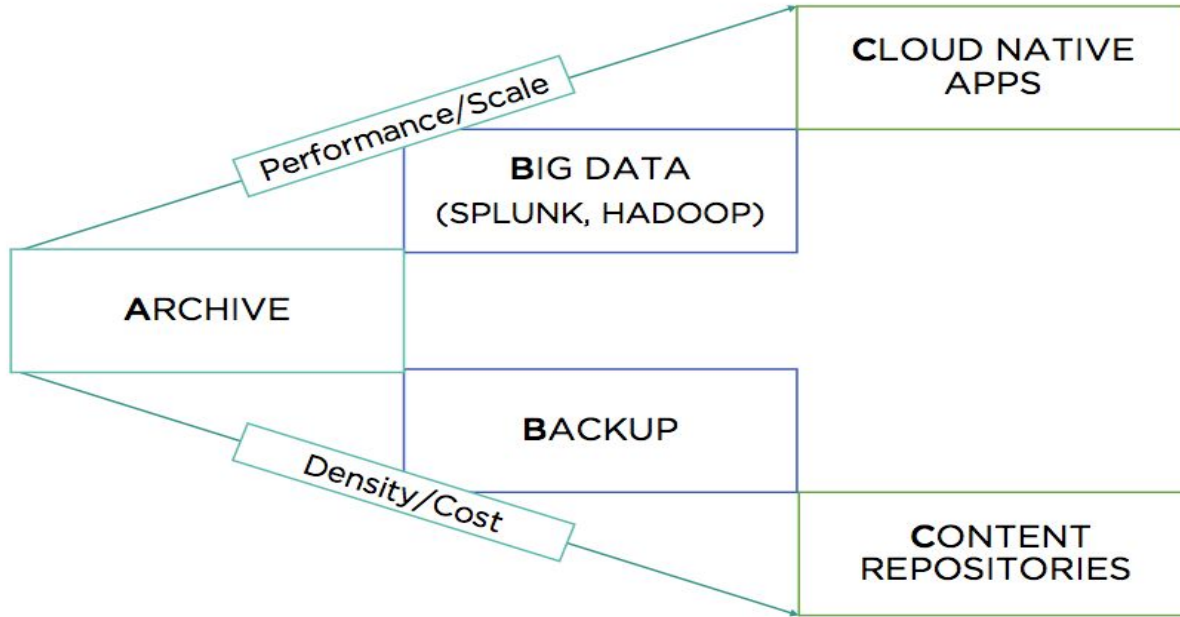 CLOUD NATIVE
APPS
Performance/Scale
BIG DATA
(SPLUNK, HADOOP)
ARCHIVE
BACKUP
Density/Cost
CONTENT
REPOSITORIES